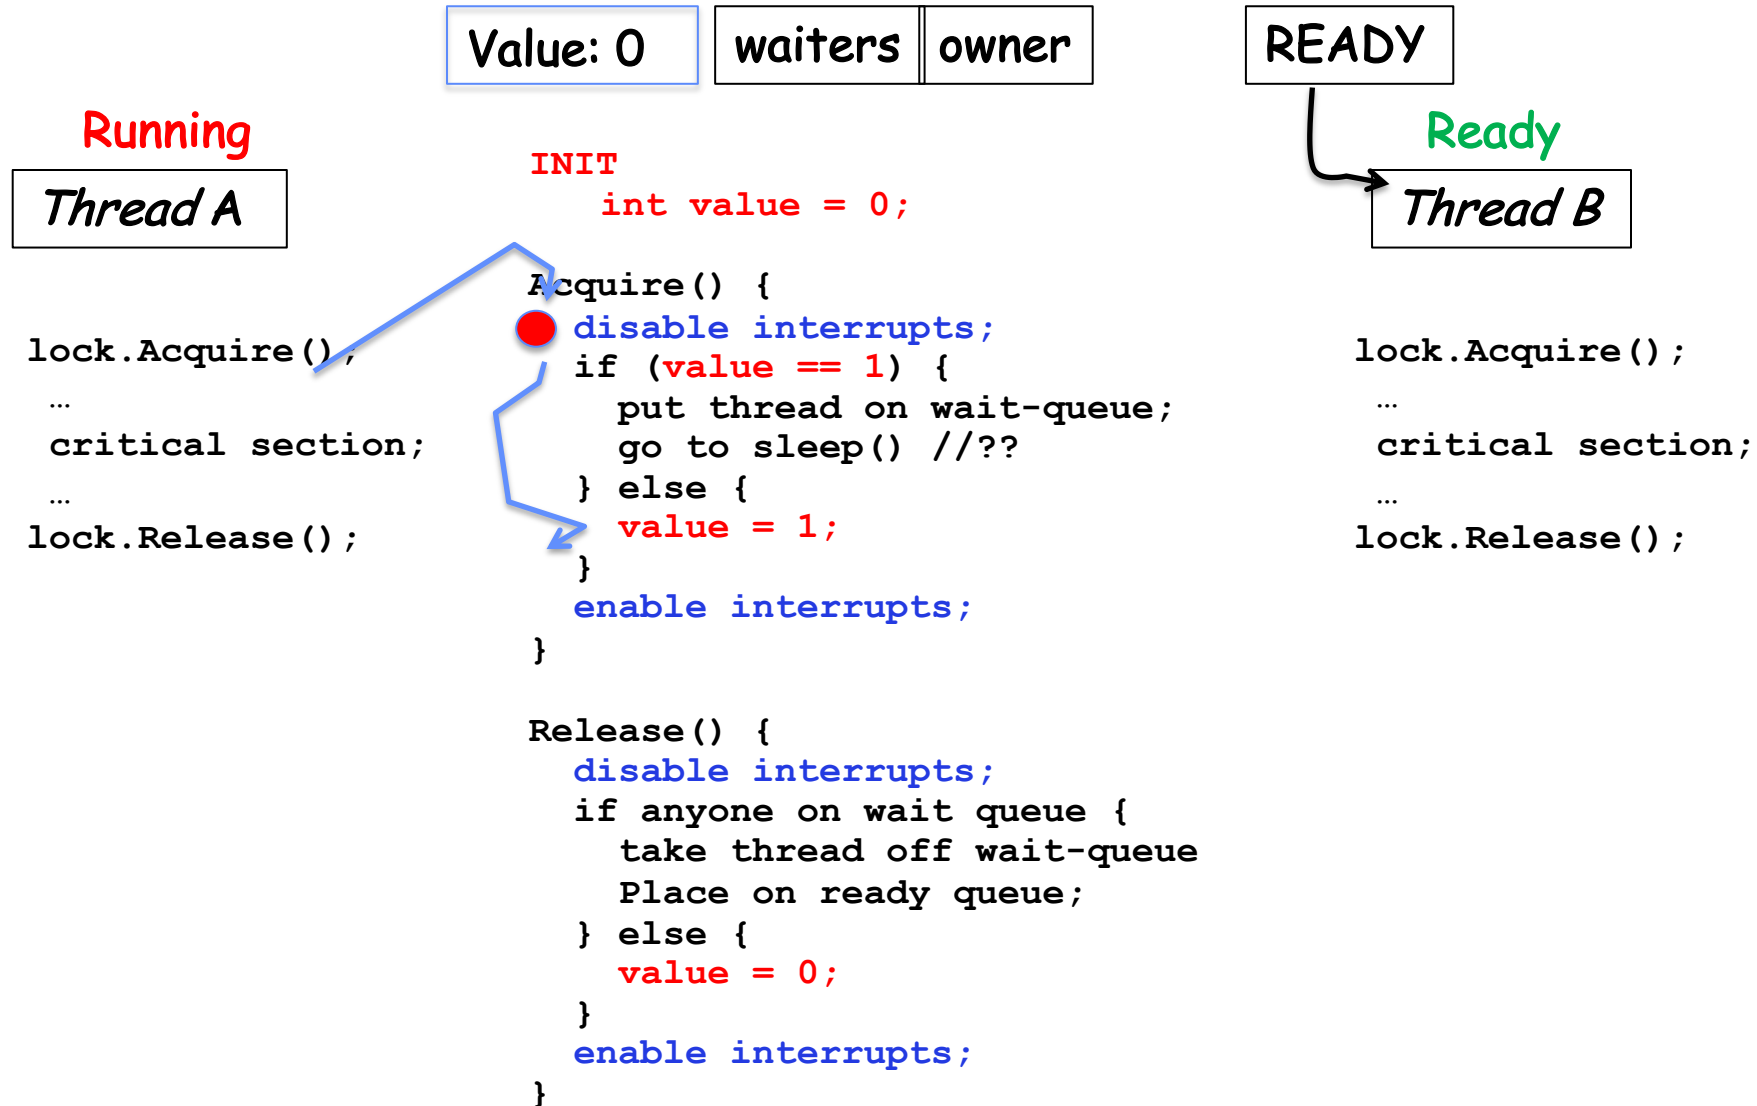 Value: 0
waiters
owner
READY
Running
Thread A
lock.Acquire();
…
critical section;
…
lock.Release();
INIT
int value = 0;
Acquire() {
disable interrupts;
if (value == 1) {
put thread on wait-queue;
go to sleep() //??
} else {
value = 1;
}
enable interrupts;
}
Release() {
disable interrupts;
if anyone on wait queue {
take thread off wait-queue
Place on ready queue;
} else {
value = 0;
}
enable interrupts;
}
Ready
Thread B
lock.Acquire();
…
critical section;
…
lock.Release();